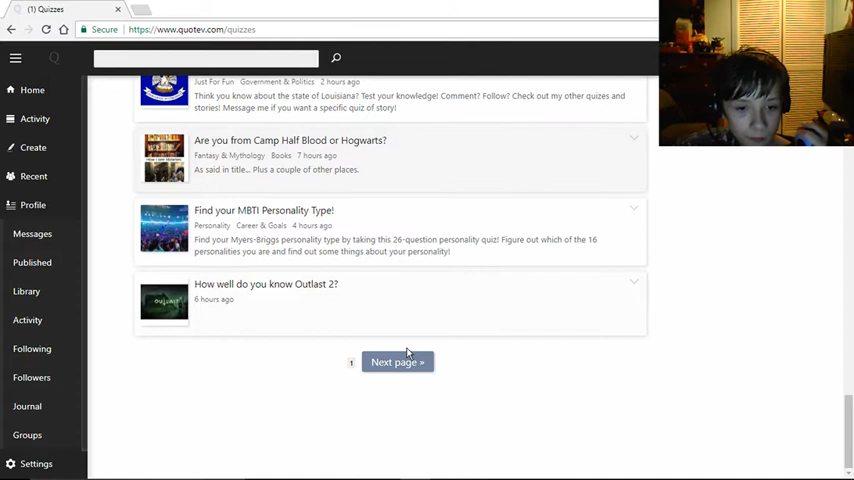 (1) Quizzes
Secure https://www.quotev.com/quizzes
Home
Activity
Create
Recent
Profile
Messages
Published
Library
Activity
Following
Followers
Journal
Groups
Settings
Just For Fun Government & Politics 2 hours ago
Think you know about the state of Louisiana? Test your knowledge! Comment? Follow? Check out my other quizes and
stories! Message me if you want a specific quiz of story!
Are you from Camp Half Blood or Hogwarts?
Fantasy & Mythology Books 7 hours ago
As said in title... Plus a couple of other places.
Find your MBTI Personality Type!
Personality Career & Goals 4 hours ago
Find your Myers-Briggs personality type by taking this 26-question personality quiz! Figure out which of the 16
personalities you are and find out some things about your personality!
How well do you know Outlast 2?
6 hours ago
1 Next page »